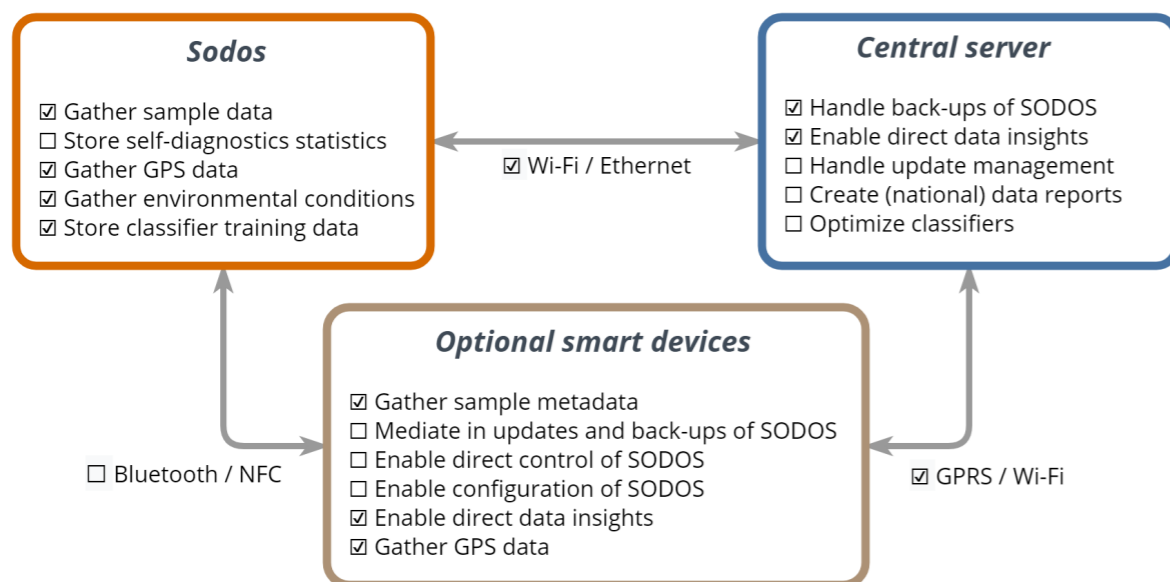 Sodos
☑ Gather sample data
☐ Store self-diagnostics statistics
☑ Gather GPS data
☑ Gather environmental conditions
☑ Store classifier training data
☑ Wi-Fi / Ethernet
Central server
☑ Handle back-ups of SODOS
☑ Enable direct data insights
☐ Handle update management
☐ Create (national) data reports
☐ Optimize classifiers
Optional smart devices
☑ Gather sample metadata
☐ Mediate in updates and back-ups of SODOS
☐ Enable direct control of SODOS
☐ Enable configuration of SODOS
☑ Enable direct data insights
☑ Gather GPS data
☐ Bluetooth / NFC
☑ GPRS / Wi-Fi